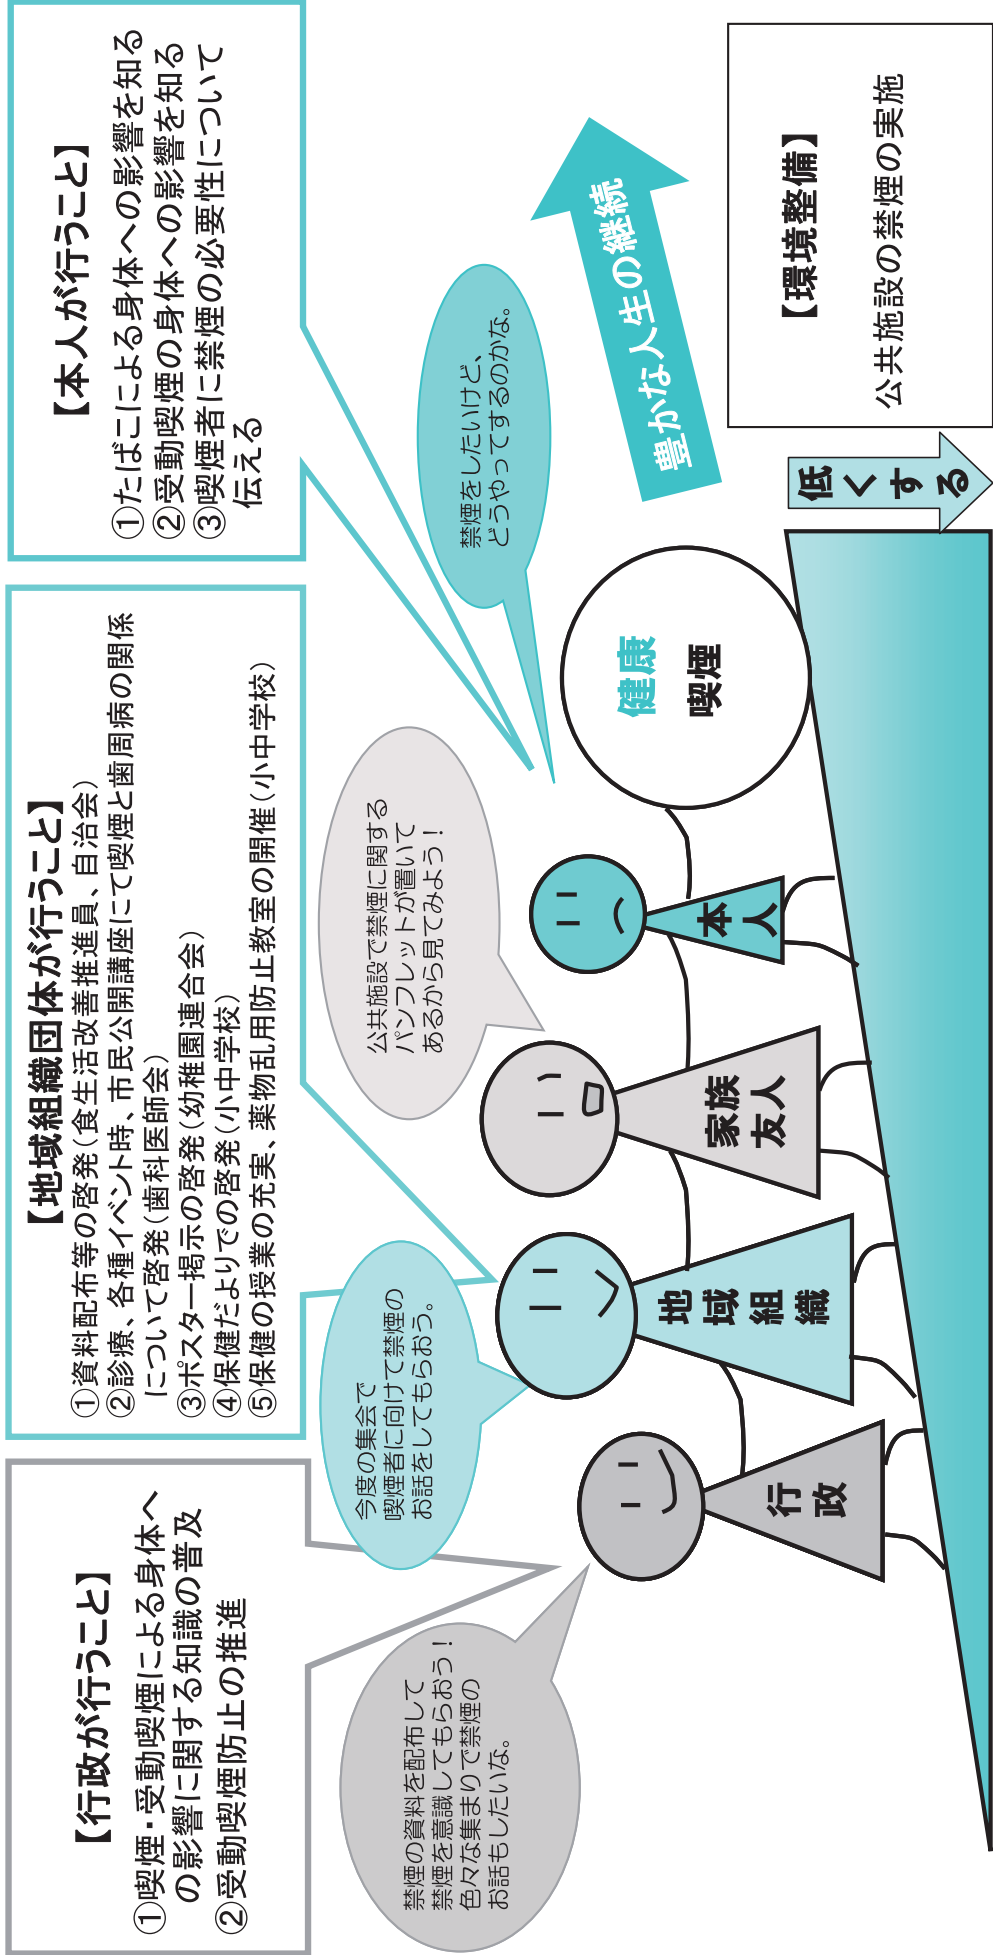 【行政が行うこと】
①喫煙・受動喫煙による身体へ
の影響に関する知識の普及
②受動喫煙防止の推進
【地域組織団体が行うこと】
①資料配布等の啓発（食生活改善推進員、自治会）
②診療、各種イベント時、市民公開講座にて喫煙と歯周病の関係
について啓発（歯科医師会）
③ポスター掲示の啓発（幼稚園連合会）
④保健だよりでの啓発（小中学校）
⑤保健の授業の充実、薬物乱用防止教室の開催（小中学校）
【本人が行うこと】
①たばこによる身体への影響を知る
②受動喫煙の身体への影響を知る
③喫煙者に禁煙の必要性について
伝える
禁煙の資料を配布して
禁煙を意識してもらおう！
色々な集まりで禁煙の
お話もしたいな。
今度の集会で
喫煙者に向けて禁煙の
お話をしてもらおう。
公共施設で禁煙に関する
パンフレットが置いて
あるから見てみよう！
禁煙をしたいけど、
どうやってするのかな。
行政
地域
組織
家族
友人
本人
健康
喫煙
豊かな人生の継続
低くする
【環境整備】
公共施設の禁煙の実施